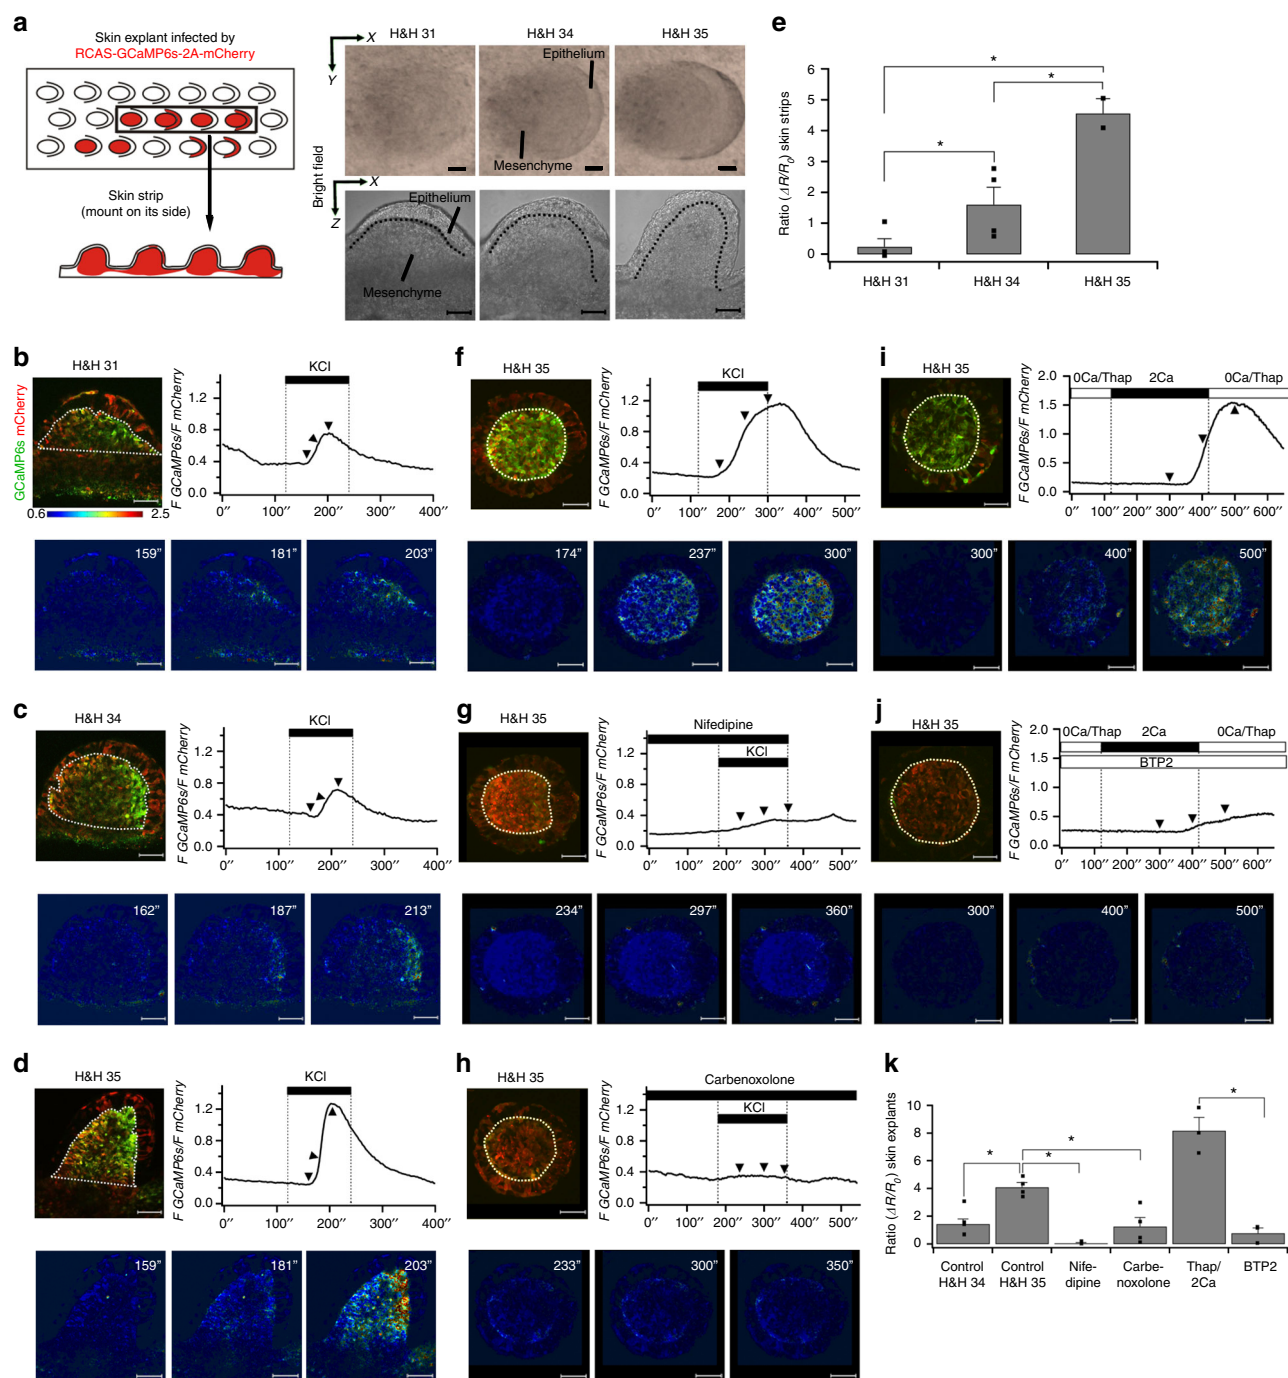 a
Skin explant infected by
RCAS-GCaMP6s-2A-mCherry
Skin strip
(mount on its side)
X
Y
H&H 31
H&H 34
H&H 35
Epithelium
Mesenchyme
Bright field
X
Z
Epithelium
Mesenchyme
e
Ratio (ΔR/R0) skin strips
6
5
4
3
2
1
0
*
*
*
H&H 31
H&H 34
H&H 35
b
H&H 31
GCaMP6s mCherry
0.6
2.5
F GCaMP6s/F mCherry
KCl
1.2
0.8
0.4
0.0
0″ 100″ 200″ 300″ 400″
159”
181”
203”
f
H&H 35
F GCaMP6s/F mCherry
KCl
1.2
0.8
0.4
0.0
0″ 100″ 200″ 300″ 400″ 500″
174”
237”
300”
i
H&H 35
F GCaMP6s/F mCherry
0Ca/Thap 2Ca 0Ca/Thap
2.0
1.5
1.0
0.5
0.0
0″ 100″ 200″ 300″ 400″ 500″ 600″
300”
400”
500”
c
H&H 34
F GCaMP6s/F mCherry
KCl
1.2
0.8
0.4
0.0
0″ 100″ 200″ 300″ 400″
162”
187”
213”
g
H&H 35
F GCaMP6s/F mCherry
Nifedipine
KCl
1.2
0.8
0.4
0.0
0″ 100″ 200″ 300″ 400″ 500″
234”
297”
360”
j
H&H 35
F GCaMP6s/F mCherry
0Ca/Thap 2Ca 0Ca/Thap
BTP2
2.0
1.5
1.0
0.5
0.0
0″ 100″ 200″ 300″ 400″ 500″ 600″
300”
400”
500”
d
H&H 35
F GCaMP6s/F mCherry
KCl
1.2
0.8
0.4
0.0
0″ 100″ 200″ 300″ 400″
159”
181”
203”
h
H&H 35
F GCaMP6s/F mCherry
Carbenoxolone
KCl
1.2
0.8
0.4
0.0
0″ 100″ 200″ 300″ 400″ 500″
233”
300”
350”
k
Ratio (ΔR/R0) skin explants
10
8
6
4
2
0
*
*
*
*
Control
H&H 34
Control
H&H 35
Nife-
dipine
Carbe-
noxolone
Thap/
2Ca
BTP2